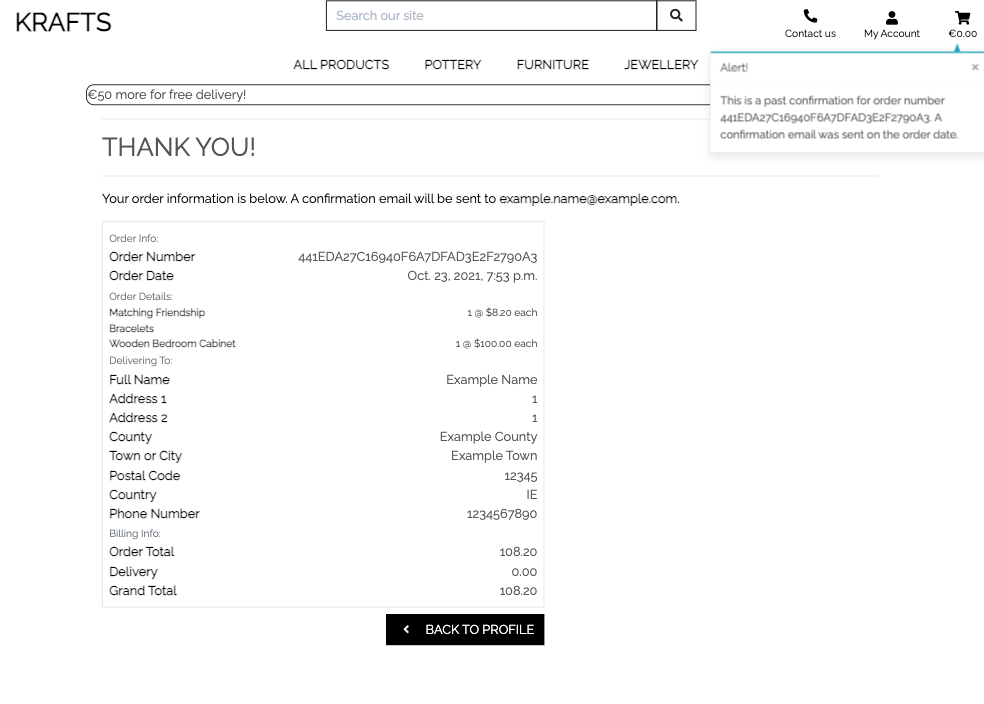 KRAFTS
Search our site
Contact us
My Account
€0.00
ALL PRODUCTS POTTERY FURNITURE JEWELLERY
Alert! ×
This is a past confirmation for order number
441EDA27C16940F6A7DFAD3E2F2790A3. A
confirmation email was sent on the order date.
€50 more for free delivery!
THANK YOU!
Your order information is below. A confirmation email will be sent to example.name@example.com.
Order Info:
Order Number 441EDA27C16940F6A7DFAD3E2F2790A3
Order Date Oct. 23, 2021, 7:53 p.m.
Order Details:
Matching Friendship 1 @ $8.20 each
Bracelets
Wooden Bedroom Cabinet 1 @ $100.00 each
Delivering To:
Full Name Example Name
Address 1 1
Address 2 1
County Example County
Town or City Example Town
Postal Code 12345
Country IE
Phone Number 1234567890
Billing Info:
Order Total 108.20
Delivery 0.00
Grand Total 108.20
BACK TO PROFILE